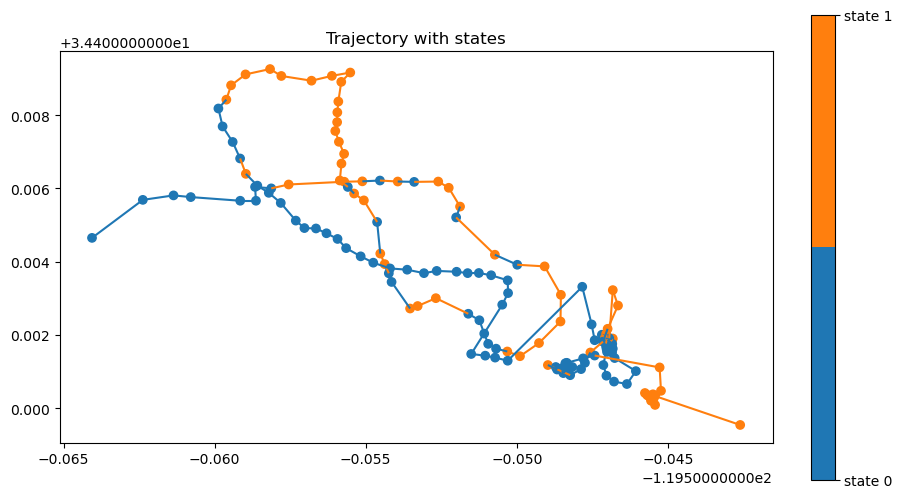 Trajectory with states
+3.4400000000e1
state 1
0.008
0.006
0.004
0.002
0.000
state 0
−0.065 −0.060 −0.055 −0.050 −0.045
−1.1950000000e2